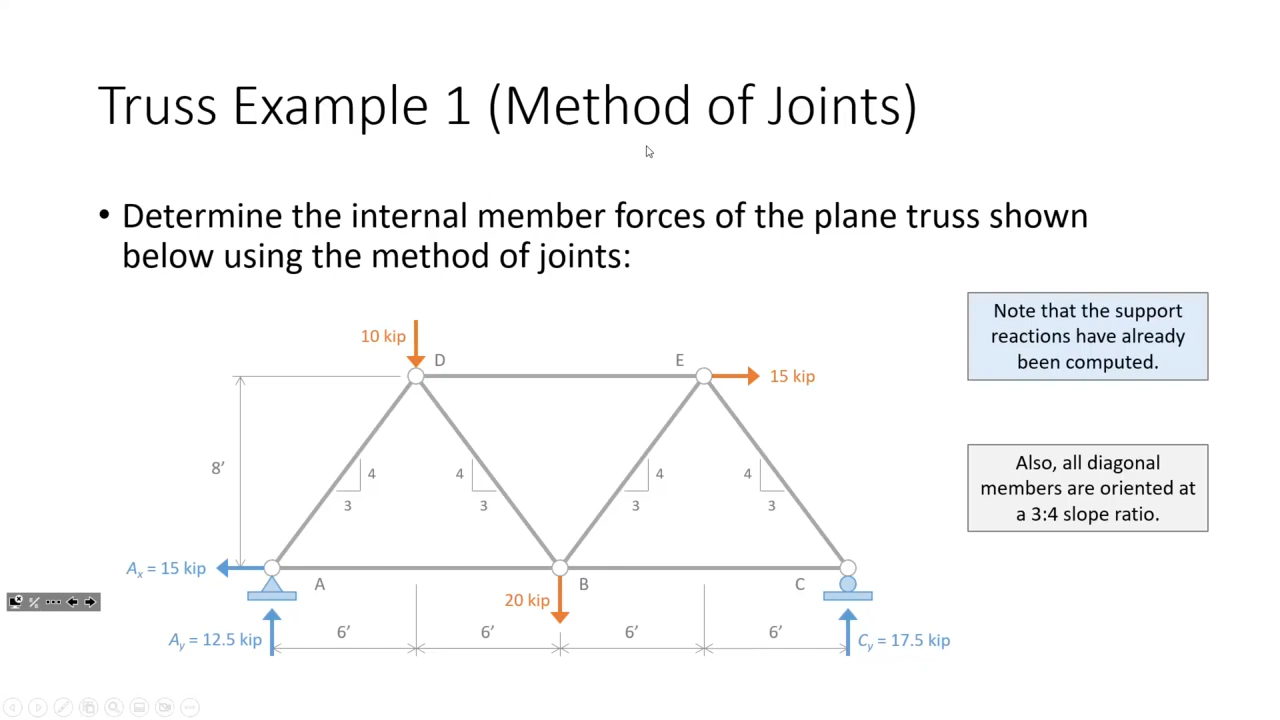 Truss Example 1 (Method of Joints)
• Determine the internal member forces of the plane truss shown
below using the method of joints:
Note that the support
reactions have already
been computed.
10 kip
D
E
15 kip
8’
4
3
4
3
4
3
4
3
Also, all diagonal
members are oriented at
a 3:4 slope ratio.
Ax = 15 kip
A
B
C
20 kip
Ay = 12.5 kip
6’
6’
6’
6’
Cy = 17.5 kip